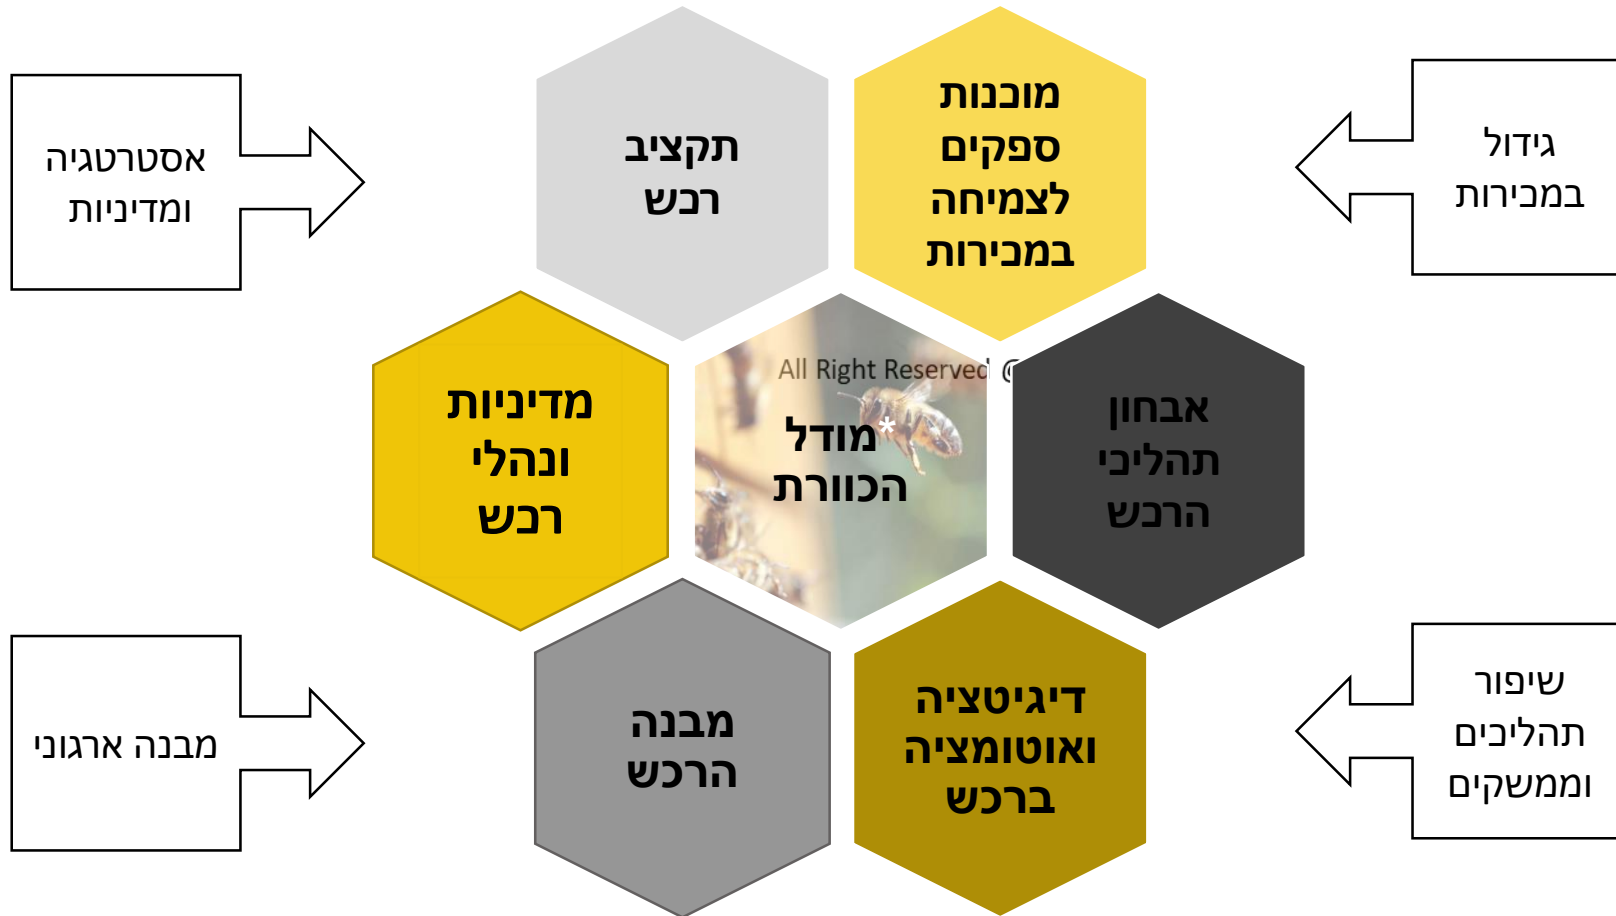 מוכנות
ספקים
לצמיחה
במכירות
תקציב
רכש
גידול
במכירות
אסטרטגיה
ומדיניות
All Right Reserved @
*מודל
הכוורת
אבחון
תהליכי
הרכש
מדיניות
ונהלי
רכש
דיגיטציה
ואוטומציה
ברכש
מבנה
הרכש
שיפור
תהליכים
וממשקים
מבנה ארגוני